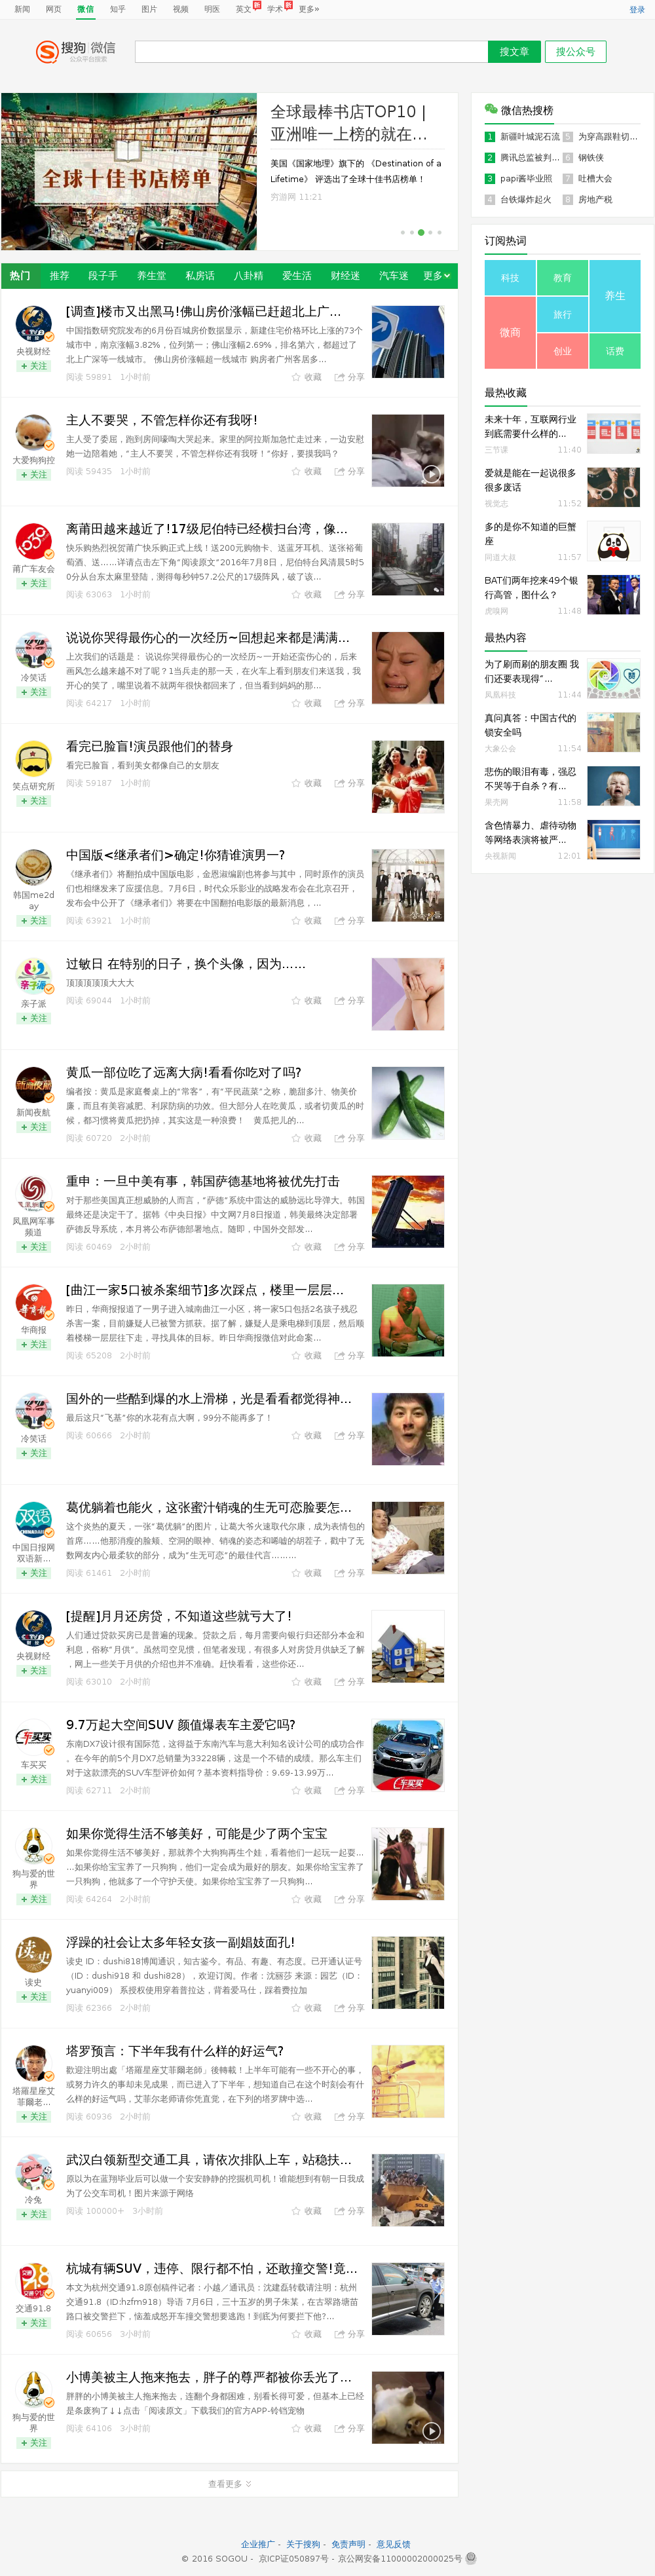 新闻 网页 微信 知乎 图片 视频 明医 英文 学术 更多»
登录
搜狗 微信
公众平台搜索
搜文章 搜公众号
全球十佳书店榜单
全球最棒书店TOP10 |
亚洲唯一上榜的就在...
美国《国家地理》旗下的 《Destination of a
Lifetime》 评选出了全球十佳书店榜单！
穷游网 11:21
热门 推荐 段子手 养生堂 私房话 八卦精 爱生活 财经迷 汽车迷 更多
央视财经
+ 关注
[调查]楼市又出黑马!佛山房价涨幅已赶超北上广...
中国指数研究院发布的6月份百城房价数据显示，新建住宅价格环比上涨的73个
城市中，南京涨幅3.82%，位列第一；佛山涨幅2.69%，排名第六，都超过了
北上广深等一线城市。 佛山房价涨幅超一线城市 购房者广州客居多...
阅读 59891 1小时前 收藏 分享
大爱狗狗控
+ 关注
主人不要哭，不管怎样你还有我呀!
主人受了委屈，跑到房间嚎啕大哭起来。家里的阿拉斯加急忙走过来，一边安慰
她一边陪着她，“主人不要哭，不管怎样你还有我呀！”你好，要摸我吗？
阅读 59435 1小时前 收藏 分享
莆广车友会
+ 关注
离莆田越来越近了!17级尼伯特已经横扫台湾，像...
快乐购热烈祝贺莆广快乐购正式上线！送200元购物卡、送蓝牙耳机、送张裕葡
萄酒、送……详请点击左下角“阅读原文”2016年7月8日，尼伯特台风清晨5时5
0分从台东太麻里登陆，测得每秒钟57.2公尺的17级阵风，破了该...
阅读 63063 1小时前 收藏 分享
冷笑话
+ 关注
说说你哭得最伤心的一次经历~回想起来都是满满...
上次我们的话题是： 说说你哭得最伤心的一次经历~一开始还蛮伤心的，后来
画风怎么越来越不对了呢？1当兵走的那一天，在火车上看到朋友们来送我，我
开心的笑了，嘴里说着不就两年很快都回来了，但当看到妈妈的那...
阅读 64217 1小时前 收藏 分享
笑点研究所
+ 关注
看完已脸盲!演员跟他们的替身
看完已脸盲，看到美女都像自己的女朋友
阅读 59187 1小时前 收藏 分享
韩国me2d
ay
+ 关注
中国版<继承者们>确定!你猜谁演男一?
《继承者们》将翻拍成中国版电影，金恩淑编剧也将参与其中，同时原作的演员
们也相继发来了应援信息。7月6日，时代众乐影业的战略发布会在北京召开，
发布会中公开了《继承者们》将要在中国翻拍电影版的最新消息，...
阅读 63921 1小时前 收藏 分享
亲子派
+ 关注
过敏日 在特别的日子，换个头像，因为……
顶顶顶顶顶大大大
阅读 69044 1小时前 收藏 分享
新闻夜航
+ 关注
黄瓜一部位吃了远离大病!看看你吃对了吗?
编者按：黄瓜是家庭餐桌上的“常客”，有“平民蔬菜”之称，脆甜多汁、物美价
廉，而且有美容减肥、利尿防病的功效。但大部分人在吃黄瓜，或者切黄瓜的时
候，都习惯将黄瓜把扔掉，其实这是一种浪费！ 黄瓜把儿的...
阅读 60720 2小时前 收藏 分享
凤凰网军事
频道
+ 关注
重申：一旦中美有事，韩国萨德基地将被优先打击
对于那些美国真正想威胁的人而言，“萨德”系统中雷达的威胁远比导弹大。韩国
最终还是决定干了。据韩《中央日报》中文网7月8日报道，韩美最终决定部署
萨德反导系统，本月将公布萨德部署地点。随即，中国外交部发...
阅读 60469 2小时前 收藏 分享
华商报
+ 关注
[曲江一家5口被杀案细节]多次踩点，楼里一层层...
昨日，华商报报道了一男子进入城南曲江一小区，将一家5口包括2名孩子残忍
杀害一案，目前嫌疑人已被警方抓获。据了解，嫌疑人是乘电梯到顶层，然后顺
着楼梯一层层往下走，寻找具体的目标。昨日华商报微信对此命案...
阅读 65208 2小时前 收藏 分享
冷笑话
+ 关注
国外的一些酷到爆的水上滑梯，光是看看都觉得神...
最后这只“飞基”你的水花有点大啊，99分不能再多了！
阅读 60666 2小时前 收藏 分享
中国日报网
双语新...
+ 关注
葛优躺着也能火，这张蜜汁销魂的生无可恋脸要怎...
这个炎热的夏天，一张“葛优躺”的图片，让葛大爷火速取代尔康，成为表情包的
首席……他那消瘦的脸颊、空洞的眼神、销魂的姿态和唏嘘的胡茬子，戳中了无
数网友内心最柔软的部分，成为“生无可恋”的最佳代言………
阅读 61461 2小时前 收藏 分享
央视财经
+ 关注
[提醒]月月还房贷，不知道这些就亏大了!
人们通过贷款买房已是普遍的现象。贷款之后，每月需要向银行归还部分本金和
利息，俗称“月供”。虽然司空见惯，但笔者发现，有很多人对房贷月供缺乏了解
，网上一些关于月供的介绍也并不准确。赶快看看，这些你还...
阅读 63010 2小时前 收藏 分享
车买买
+ 关注
9.7万起大空间SUV 颜值爆表车主爱它吗?
东南DX7设计很有国际范，这得益于东南汽车与意大利知名设计公司的成功合作
。在今年的前5个月DX7总销量为33228辆，这是一个不错的成绩。那么车主们
对于这款漂亮的SUV车型评价如何？基本资料指导价：9.69-13.99万...
阅读 62711 2小时前 收藏 分享
狗与爱的世
界
+ 关注
如果你觉得生活不够美好，可能是少了两个宝宝
如果你觉得生活不够美好，那就养个大狗狗再生个娃，看着他们一起玩一起耍...
...如果你给宝宝养了一只狗狗，他们一定会成为最好的朋友。如果你给宝宝养了
一只狗狗，他就多了一个守护天使。如果你给宝宝养了一只狗狗...
阅读 64264 2小时前 收藏 分享
读史
+ 关注
浮躁的社会让太多年轻女孩一副娼妓面孔!
读史 ID：dushi818博闻通识，知古鉴今。有品、有趣、有态度。已开通认证号
（ID：dushi918 和 dushi828），欢迎订阅。作者：沈丽莎 来源：园艺（ID：
yuanyi009） 系授权使用穿着普拉达，背着爱马仕，踩着费拉加
阅读 62366 2小时前 收藏 分享
塔羅星座艾
菲爾老...
+ 关注
塔罗预言：下半年我有什么样的好运气?
歡迎注明出處「塔羅星座艾菲爾老師」後轉載！上半年可能有一些不开心的事，
或努力许久的事却未见成果，而已进入了下半年，想知道自己在这个时刻会有什
么样的好运气吗，艾菲尔老师请你凭直觉，在下列的塔罗牌中选...
阅读 60936 2小时前 收藏 分享
冷兔
+ 关注
武汉白领新型交通工具，请依次排队上车，站稳扶...
原以为在蓝翔毕业后可以做一个安安静静的挖掘机司机！谁能想到有朝一日我成
为了公交车司机！图片来源于网络
阅读 100000+ 3小时前 收藏 分享
交通91.8
+ 关注
杭城有辆SUV，违停、限行都不怕，还敢撞交警!竟...
本文为杭州交通91.8原创稿件记者：小越／通讯员：沈建磊转载请注明：杭州
交通91.8（ID:hzfm918）导语 7月6日，三十五岁的男子朱某，在古翠路塘苗
路口被交警拦下，恼羞成怒开车撞交警想要逃跑！到底为何要拦下他?...
阅读 60656 3小时前 收藏 分享
狗与爱的世
界
+ 关注
小博美被主人拖来拖去，胖子的尊严都被你丢光了...
胖胖的小博美被主人拖来拖去，连翻个身都困难，别看长得可爱，但基本上已经
是条废狗了↓↓点击「阅读原文」下载我们的官方APP-铃铛宠物
阅读 64106 3小时前 收藏 分享
查看更多
微信热搜榜
1 新疆叶城泥石流 5 为穿高跟鞋切...
2 腾讯总监被判... 6 钢铁侠
3 papi酱毕业照 7 吐槽大会
4 台铁爆炸起火 8 房地产税
订阅热词
科技 教育 养生
微商 旅行
创业 话费
最热收藏
未来十年，互联网行业
到底需要什么样的...
三节课 11:40
爱就是能在一起说很多
很多废话
视觉志 11:52
多的是你不知道的巨蟹
座
同道大叔 11:57
BAT们两年挖来49个银
行高管，图什么？
虎嗅网 11:48
最热内容
为了刷而刷的朋友圈 我
们还要表现得“...
凤凰科技 11:44
真问真答：中国古代的
锁安全吗
大象公会 11:54
悲伤的眼泪有毒，强忍
不哭等于自杀？有...
果壳网 11:58
含色情暴力、虐待动物
等网络表演将被严...
央视新闻 12:01
企业推广 - 关于搜狗 - 免责声明 - 意见反馈
© 2016 SOGOU - 京ICP证050897号 - 京公网安备11000002000025号